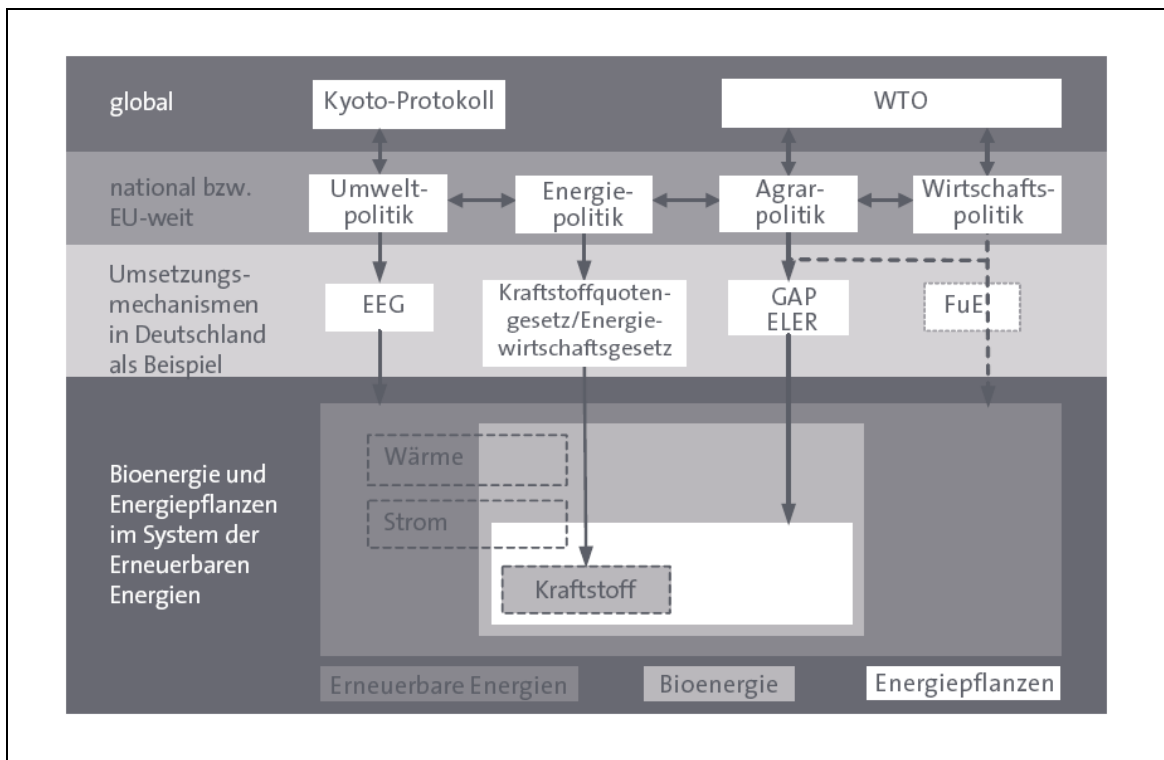 global
Kyoto-Protokoll
WTO
national bzw.
EU-weit
Umwelt-
politik
Energie-
politik
Agrar-
politik
Wirtschafts-
politik
Umsetzungs-
mechanismen
in Deutschland
als Beispiel
EEG
Kraftstoffquoten-
gesetz/Energie-
wirtschaftsgesetz
GAP
ELER
FuE
Bioenergie und
Energiepflanzen
im System der
Erneuerbaren
Energien
Wärme
Strom
Kraftstoff
Erneuerbare Energien
Bioenergie
Energiepflanzen